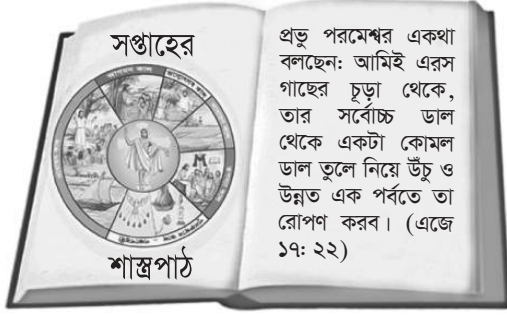 সপ্তাহের
শাস্ত্রপাঠ
প্রভু পরমেশ্বর একথা
বলছেন: আমিই এরস
গাছের চূড়া থেকে,
তার সর্বোচ্চ ডাল
থেকে একটা কোমল
ডাল তুলে নিয়ে উঁচু ও
উন্নত এক পর্বতে তা
রোপণ করব। (এজে
১৭: ২২)